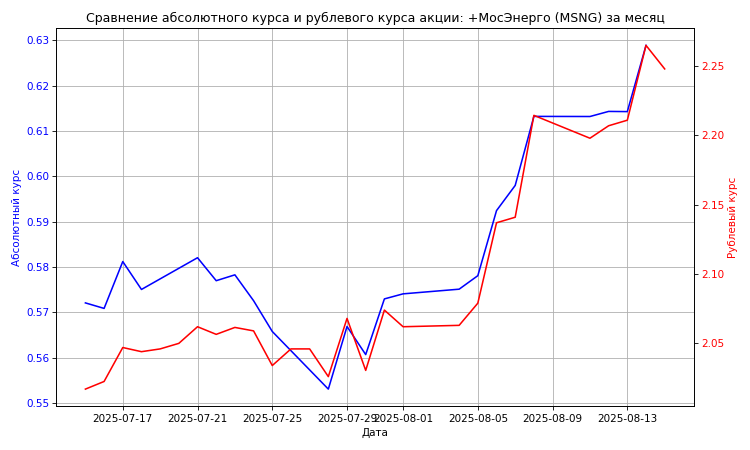 Сравнение абсолютного курса и рублевого курса акции: +МосЭнерго (MSNG) за месяц
0.63
0.62
0.61
0.60
0.59
0.58
0.57
0.56
0.55
Абсолютный курс
2.25
2.20
2.15
2.10
2.05
Рублевый курс
2025-07-17 2025-07-21 2025-07-25 2025-07-29 2025-08-01 2025-08-05 2025-08-09 2025-08-13
Дата